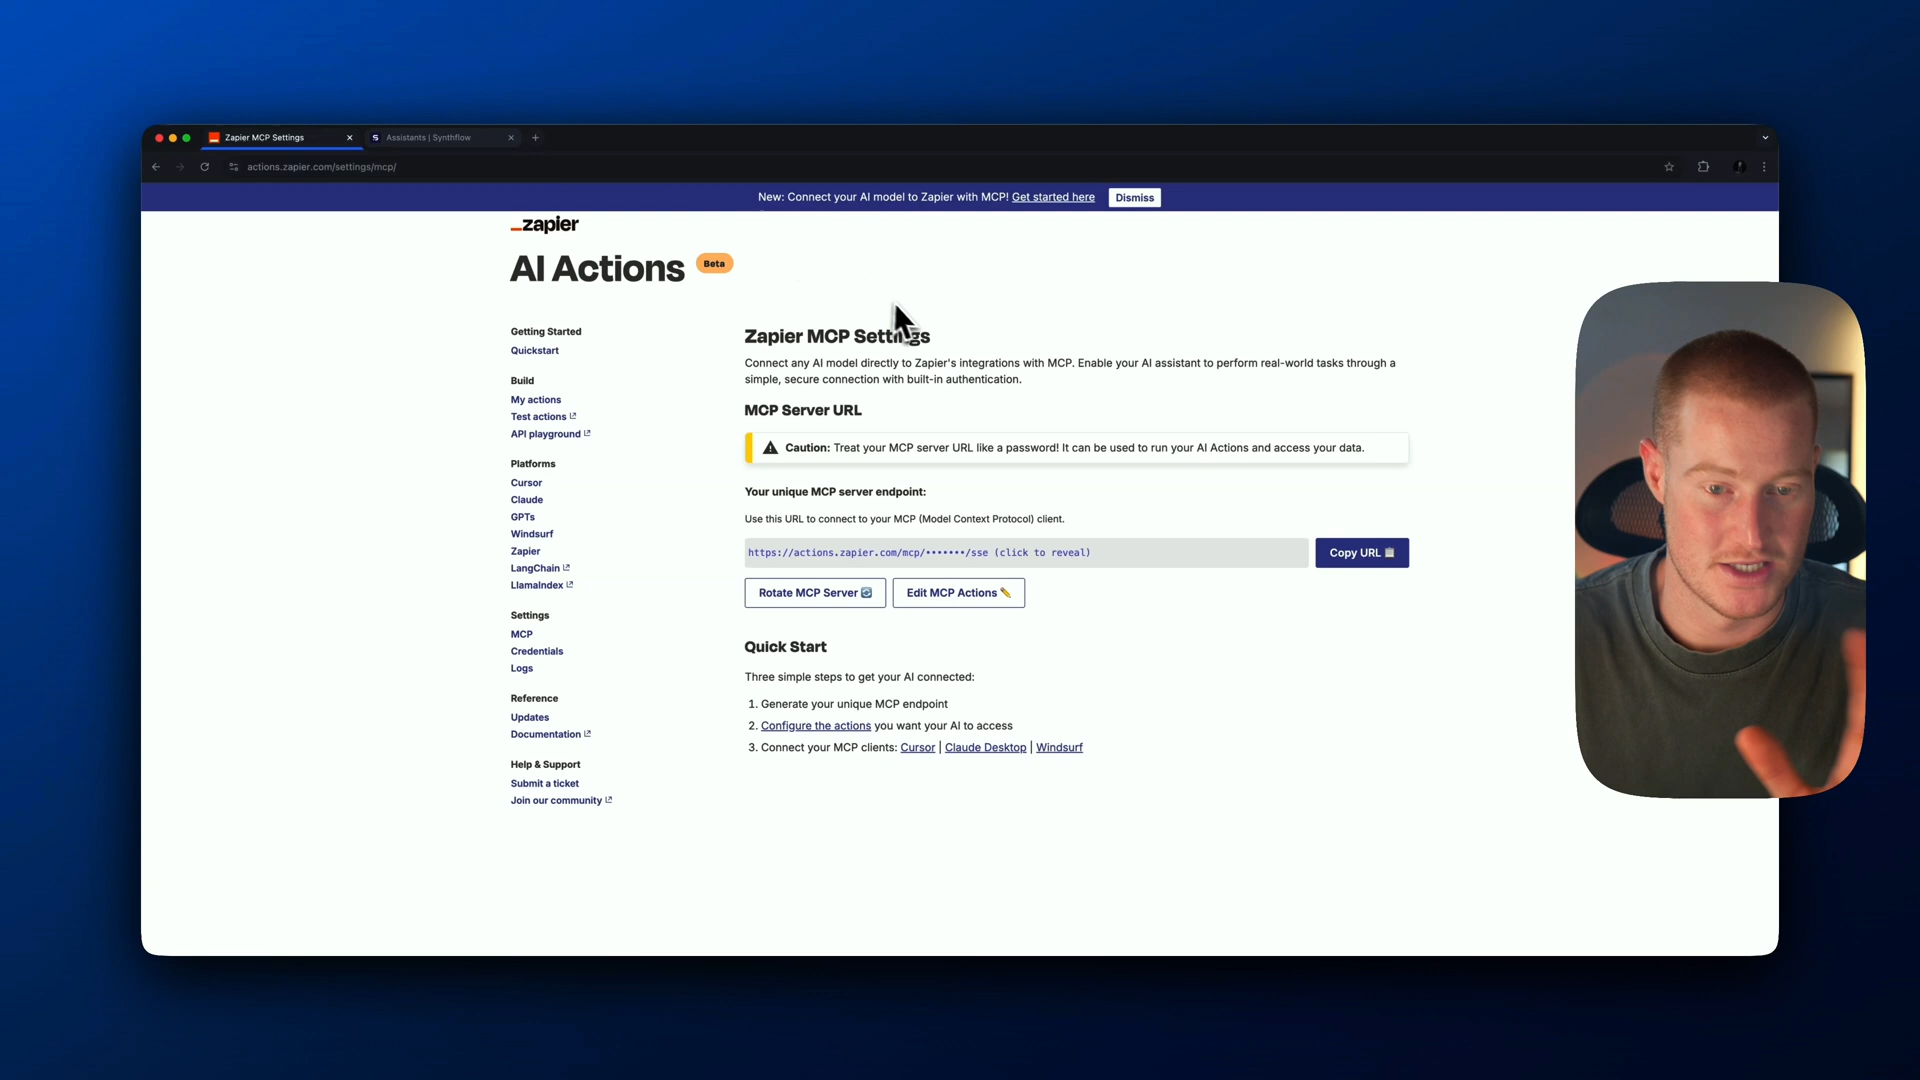 Zapier MCP Settings
Assistants | Synthflow
actions.zapier.com/settings/mcp/
New: Connect your AI model to Zapier with MCP! Get started here Dismiss
zapier
AI Actions Beta
Getting Started
Quickstart
Build
My actions
Test actions
API playground
Platforms
Cursor
Claude
GPTs
Windsurf
Zapier
LangChain
LlamaIndex
Settings
MCP
Credentials
Logs
Reference
Updates
Documentation
Help & Support
Submit a ticket
Join our community
Zapier MCP Settings
Connect any AI model directly to Zapier's integrations with MCP. Enable your AI assistant to perform real-world tasks through a
simple, secure connection with built-in authentication.
MCP Server URL
Caution: Treat your MCP server URL like a password! It can be used to run your AI Actions and access your data.
Your unique MCP server endpoint:
Use this URL to connect to your MCP (Model Context Protocol) client.
https://actions.zapier.com/mcp/•••••••/sse (click to reveal)
Copy URL
Rotate MCP Server
Edit MCP Actions
Quick Start
Three simple steps to get your AI connected:
1. Generate your unique MCP endpoint
2. Configure the actions you want your AI to access
3. Connect your MCP clients: Cursor | Claude Desktop | Windsurf